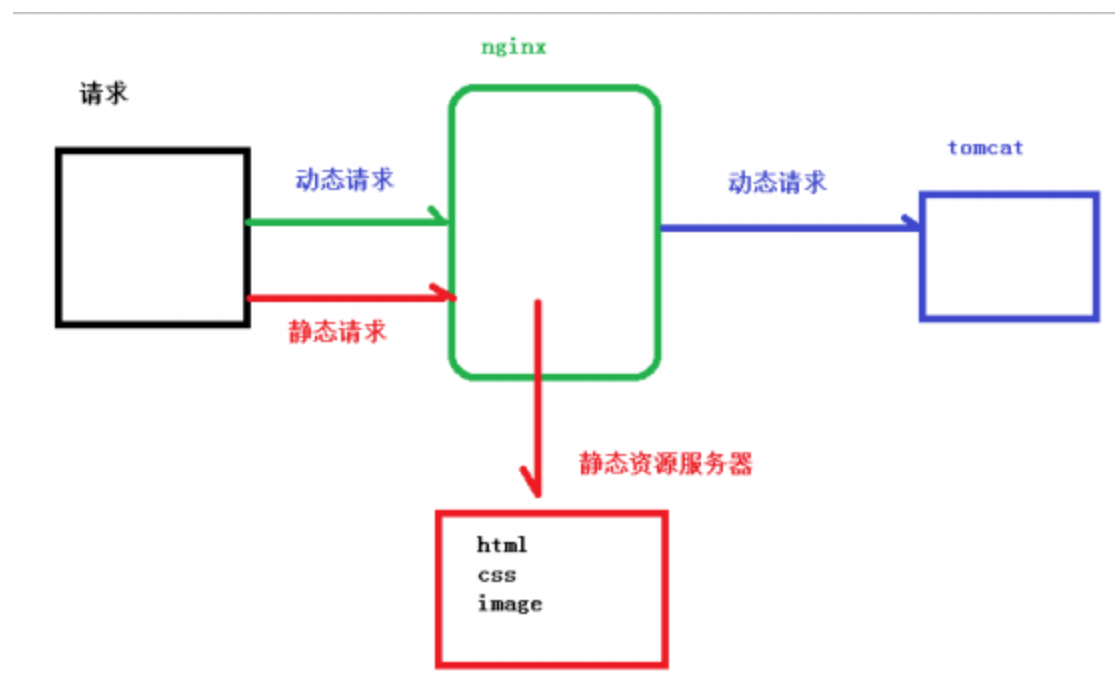 nginx
请求
tomcat
动态请求
动态请求
静态请求
静态资源服务器
html
css
image